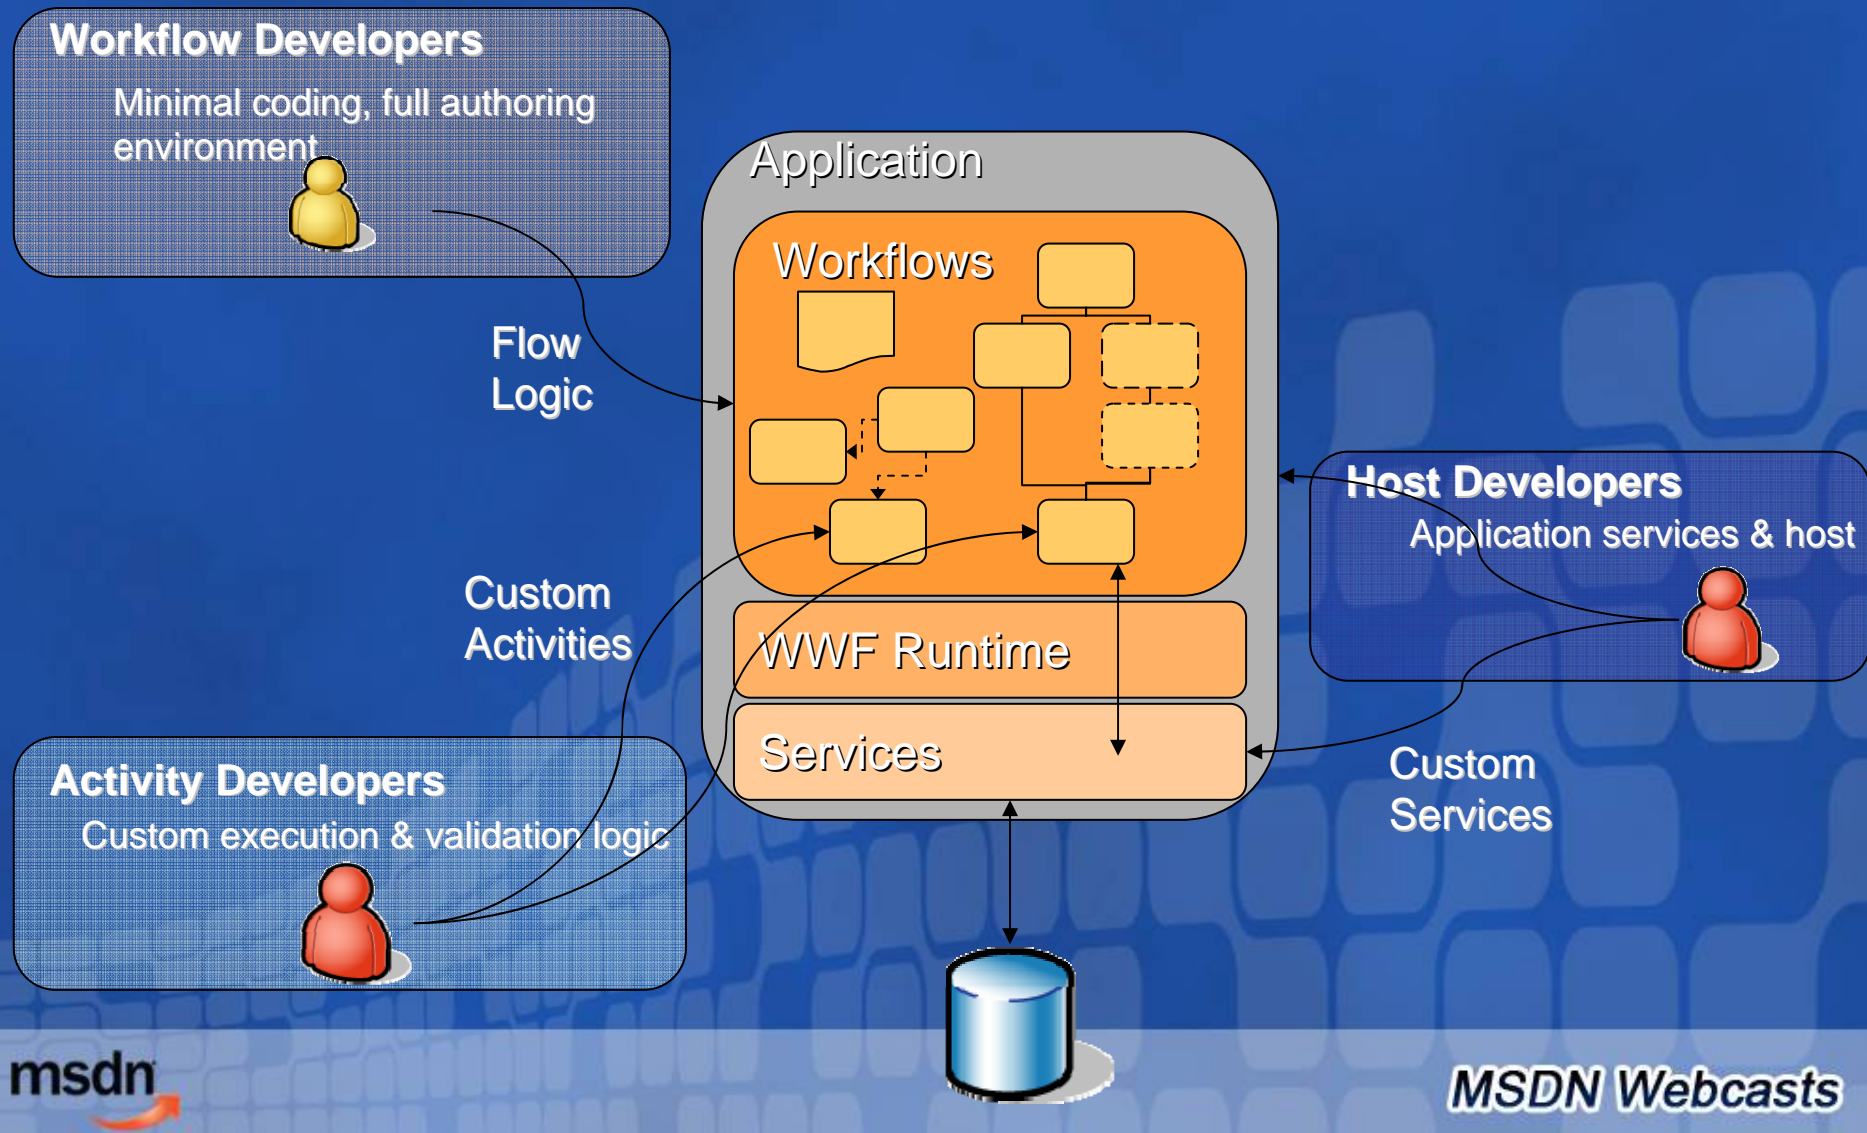 Workflow Developers
Minimal coding, full authoring
environment
Application
Workflows
Flow
Logic
Host Developers
Application services & host
Custom
Activities
WWF Runtime
Services
Custom
Services
Activity Developers
Custom execution & validation logic
msdn
MSDN Webcasts